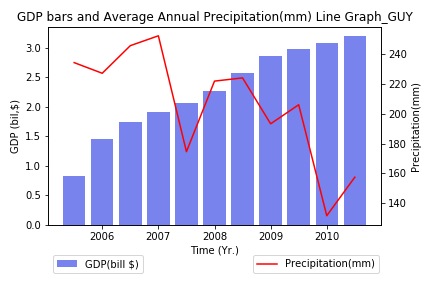 GDP bars and Average Annual Precipitation(mm) Line Graph_GUY
GDP (bil,$)
3.0
2.5
2.0
1.5
1.0
0.5
0.0
240
220
200
180
160
140
Precipitation(mm)
2006 2007 2008 2009 2010
Time (Yr.)
GDP(bill $)
Precipitation(mm)